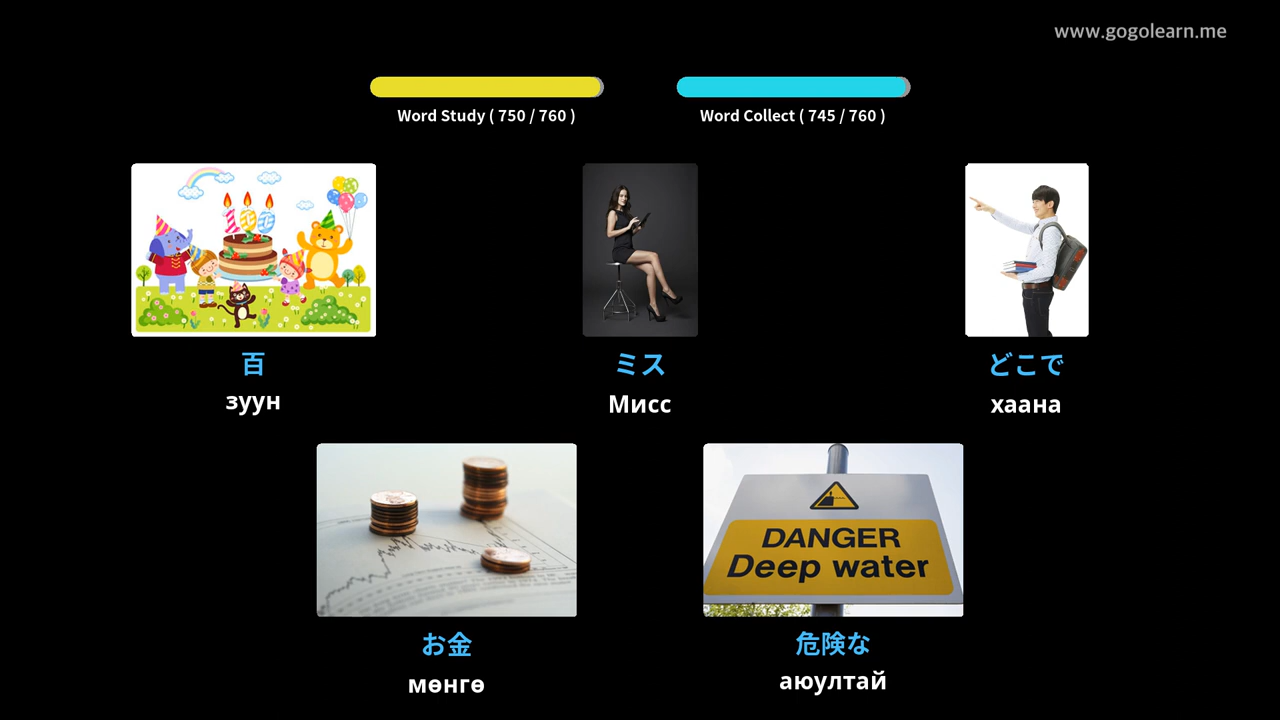 www.gogolearn.me
Word Study ( 750 / 760 )
Word Collect ( 745 / 760 )
100
百
зуун
ミス
Мисс
どこで
хаана
DANGER
Deep water
お金
мөнгө
危険な
аюултай